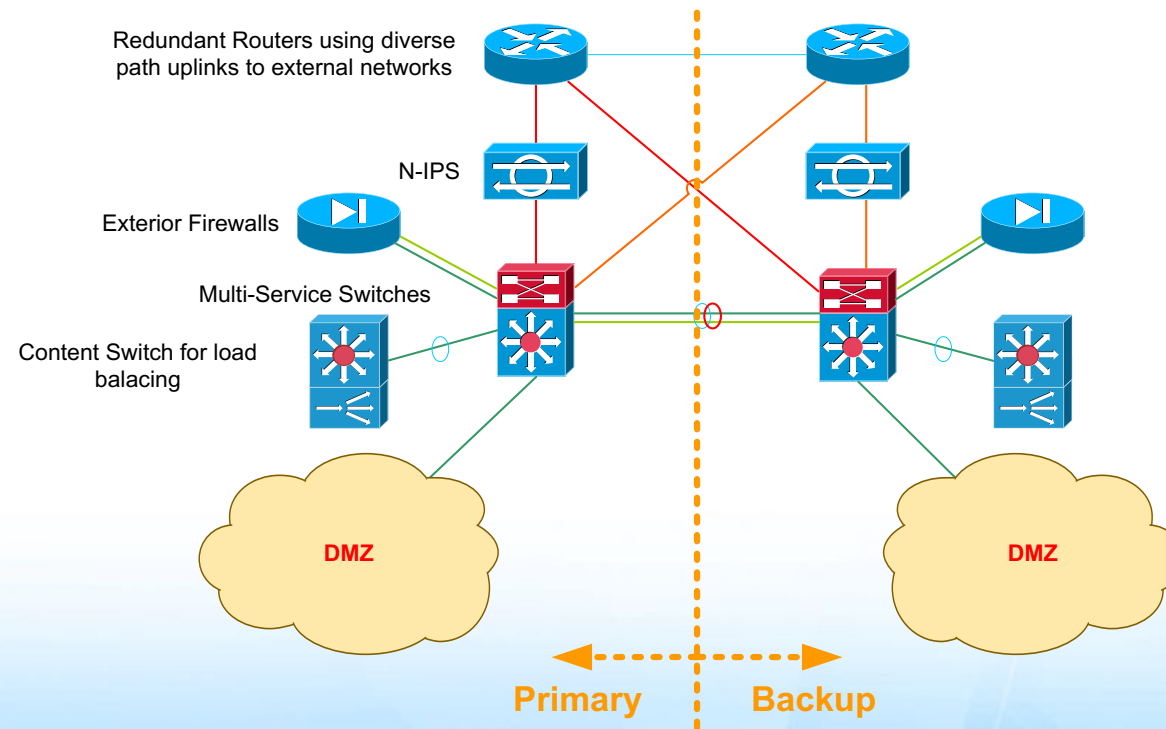 Redundant Routers using diverse
path uplinks to external networks
N-IPS
Exterior Firewalls
Multi-Service Switches
Content Switch for load
balacing
DMZ
DMZ
Primary
Backup